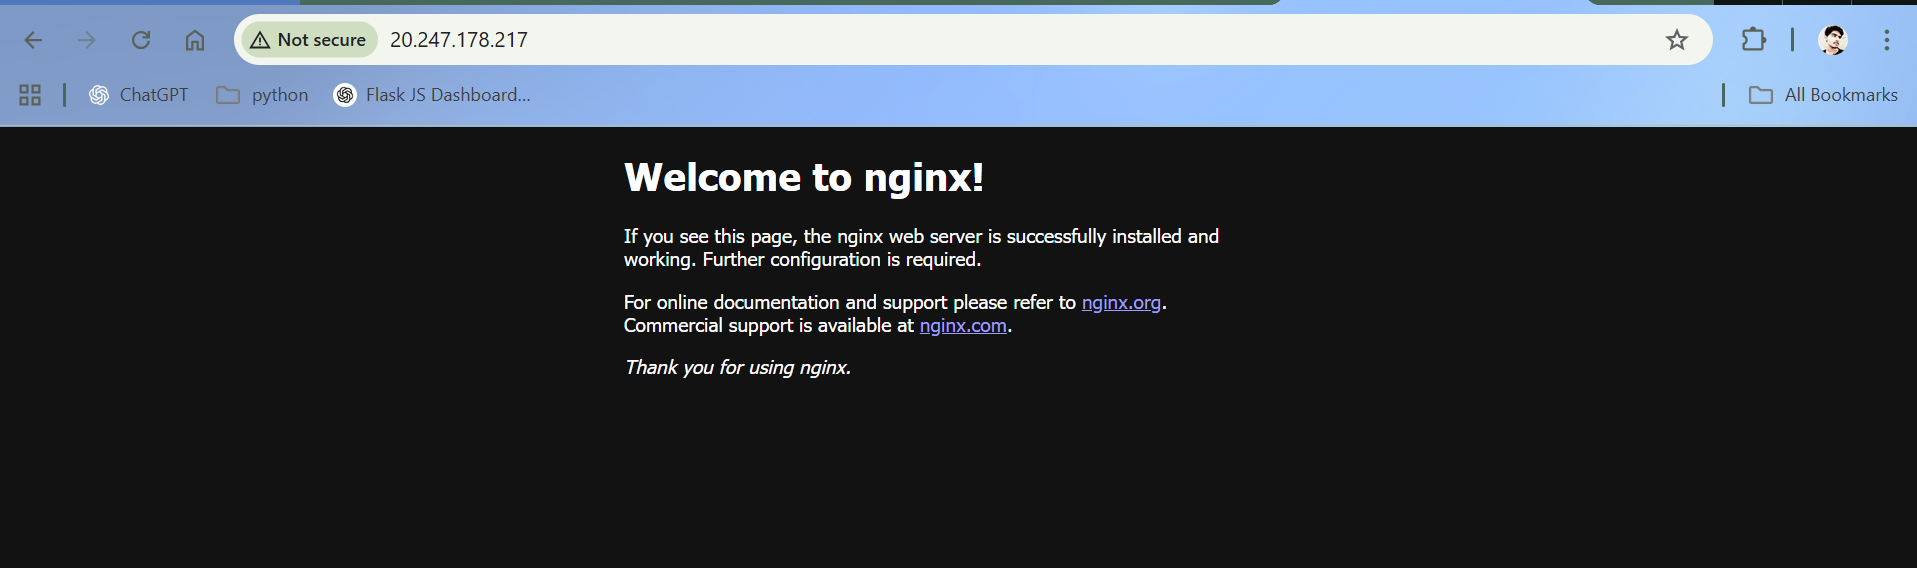 Not secure 20.247.178.217
ChatGPT python Flask JS Dashboard... All Bookmarks
Welcome to nginx!
If you see this page, the nginx web server is successfully installed and
working. Further configuration is required.
For online documentation and support please refer to nginx.org.
Commercial support is available at nginx.com.
Thank you for using nginx.